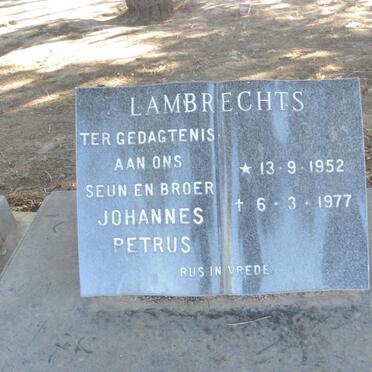 LAMBRECHTS
TER GEDAGTENIS
AAN ONS
SEUN EN BROER
JOHANNES
PETRUS
★ 13·9·1952
† 6·3·1977
RUS IN VREDE